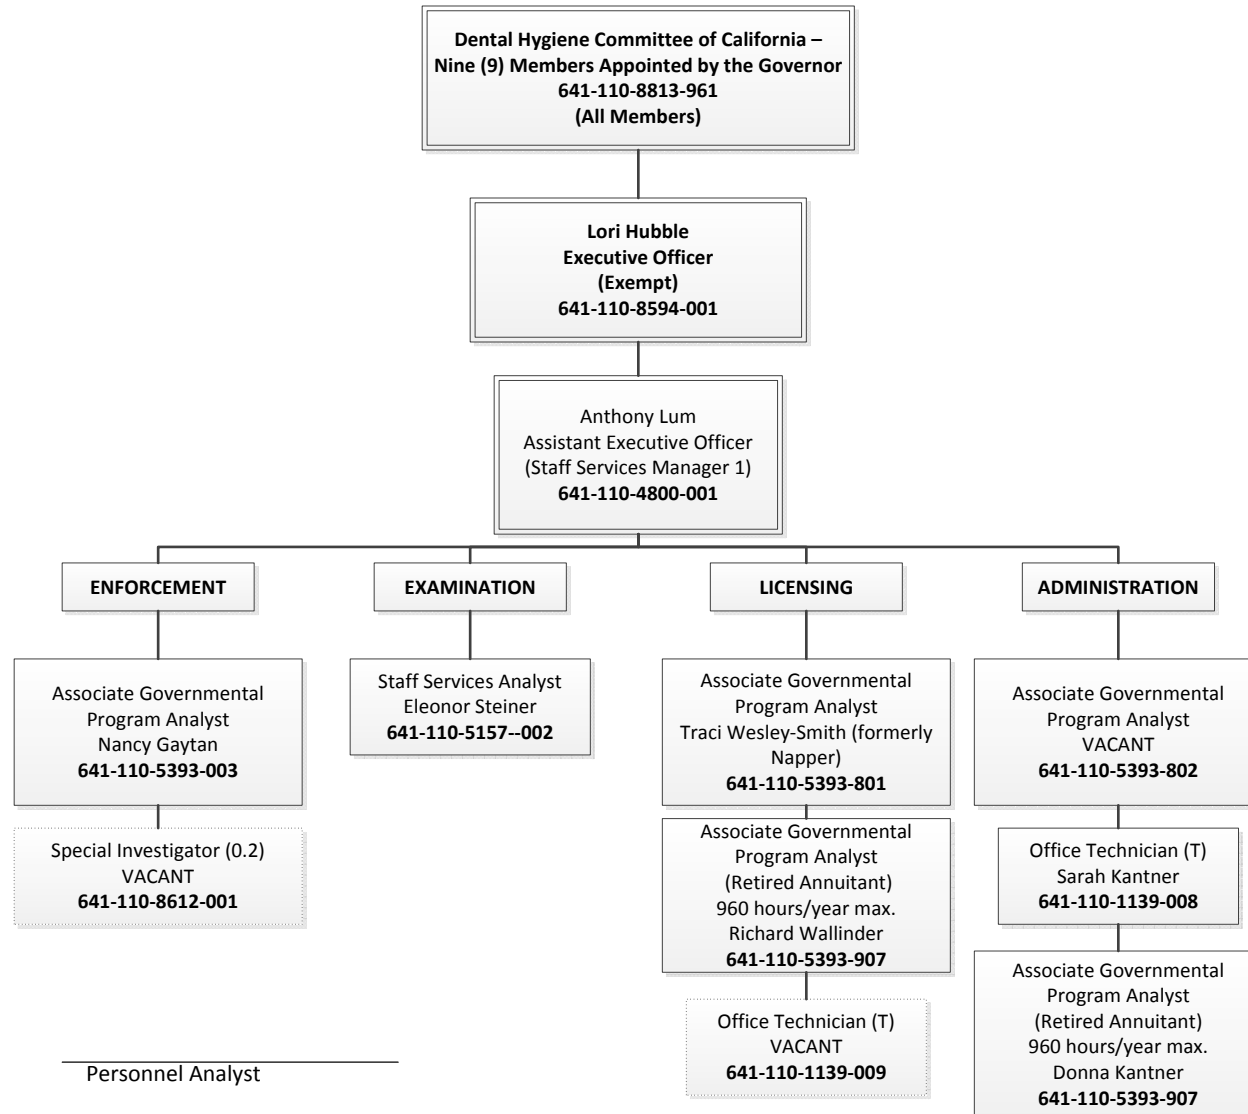 Dental Hygiene Committee of California –
Nine (9) Members Appointed by the Governor
641-110-8813-961
(All Members)
Lori Hubble
Executive Officer
(Exempt)
641-110-8594-001
Anthony Lum
Assistant Executive Officer
(Staff Services Manager 1)
641-110-4800-001
ENFORCEMENT
Associate Governmental
Program Analyst
Nancy Gaytan
641-110-5393-003
Special Investigator (0.2)
VACANT
641-110-8612-001
EXAMINATION
Staff Services Analyst
Eleonor Steiner
641-110-5157--002
LICENSING
Associate Governmental
Program Analyst
Traci Wesley-Smith (formerly
Napper)
641-110-5393-801
Associate Governmental
Program Analyst
(Retired Annuitant)
960 hours/year max.
Richard Wallinder
641-110-5393-907
Office Technician (T)
VACANT
641-110-1139-009
ADMINISTRATION
Associate Governmental
Program Analyst
VACANT
641-110-5393-802
Office Technician (T)
Sarah Kantner
641-110-1139-008
Associate Governmental
Program Analyst
(Retired Annuitant)
960 hours/year max.
Donna Kantner
641-110-5393-907
Personnel Analyst